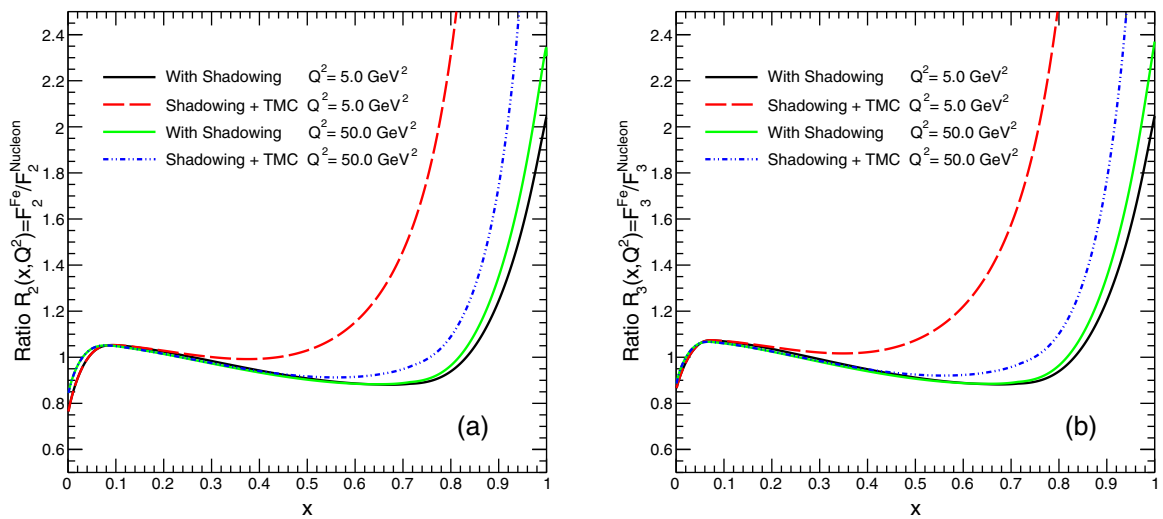 Ratio R_2(x,Q^2)=F_2^Fe/F_2^Nucleon
2.4
2.2
2
1.8
1.6
1.4
1.2
1
0.8
0.6
With Shadowing Q^2= 5.0 GeV^2
Shadowing + TMC Q^2= 5.0 GeV^2
With Shadowing Q^2= 50.0 GeV^2
Shadowing + TMC Q^2= 50.0 GeV^2
(a)
0 0.1 0.2 0.3 0.4 0.5 0.6 0.7 0.8 0.9 1
x
Ratio R_3(x,Q^2)=F_3^Fe/F_3^Nucleon
2.4
2.2
2
1.8
1.6
1.4
1.2
1
0.8
0.6
With Shadowing Q^2= 5.0 GeV^2
Shadowing + TMC Q^2= 5.0 GeV^2
With Shadowing Q^2= 50.0 GeV^2
Shadowing + TMC Q^2= 50.0 GeV^2
(b)
0 0.1 0.2 0.3 0.4 0.5 0.6 0.7 0.8 0.9 1
x